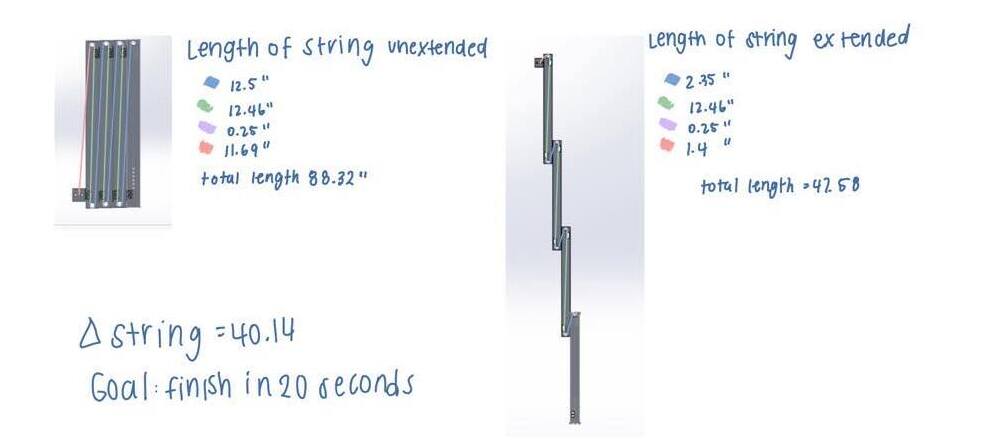 Length of string unextended
12.5"
12.46"
0.25"
11.69"
total length 88.32"
Length of string extended
2.35"
12.46"
0.25"
1.4"
total length = 47.58
Δ string = 40.14
Goal: finish in 20 seconds